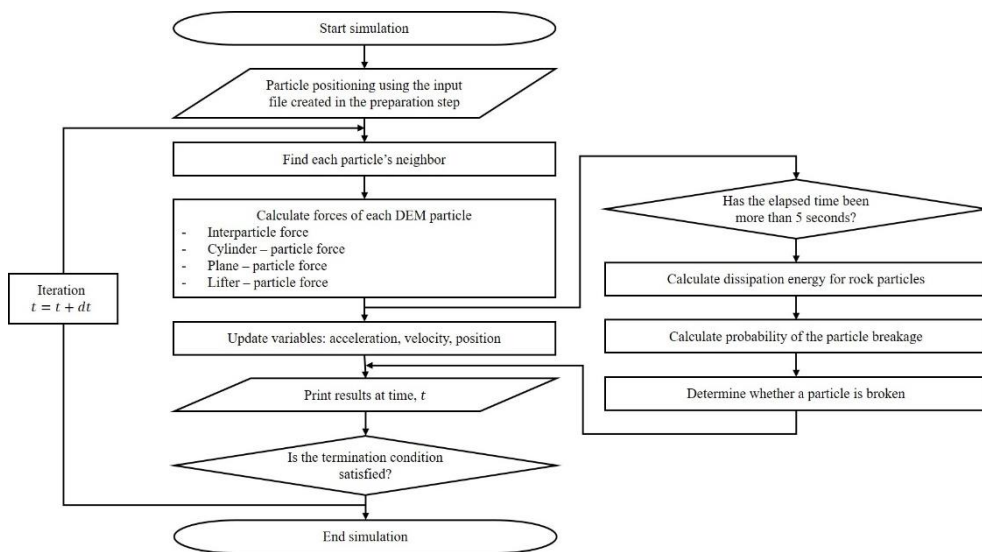 Start simulation
Particle positioning using the input
file created in the preparation step
Find each particle's neighbor
Calculate forces of each DEM particle
- Interparticle force
- Cylinder – particle force
- Plane – particle force
- Lifter – particle force
Update variables: acceleration, velocity, position
Print results at time, t
Is the termination condition
satisfied?
End simulation
Iteration
t = t + dt
Has the elapsed time been
more than 5 seconds?
Calculate dissipation energy for rock particles
Calculate probability of the particle breakage
Determine whether a particle is broken